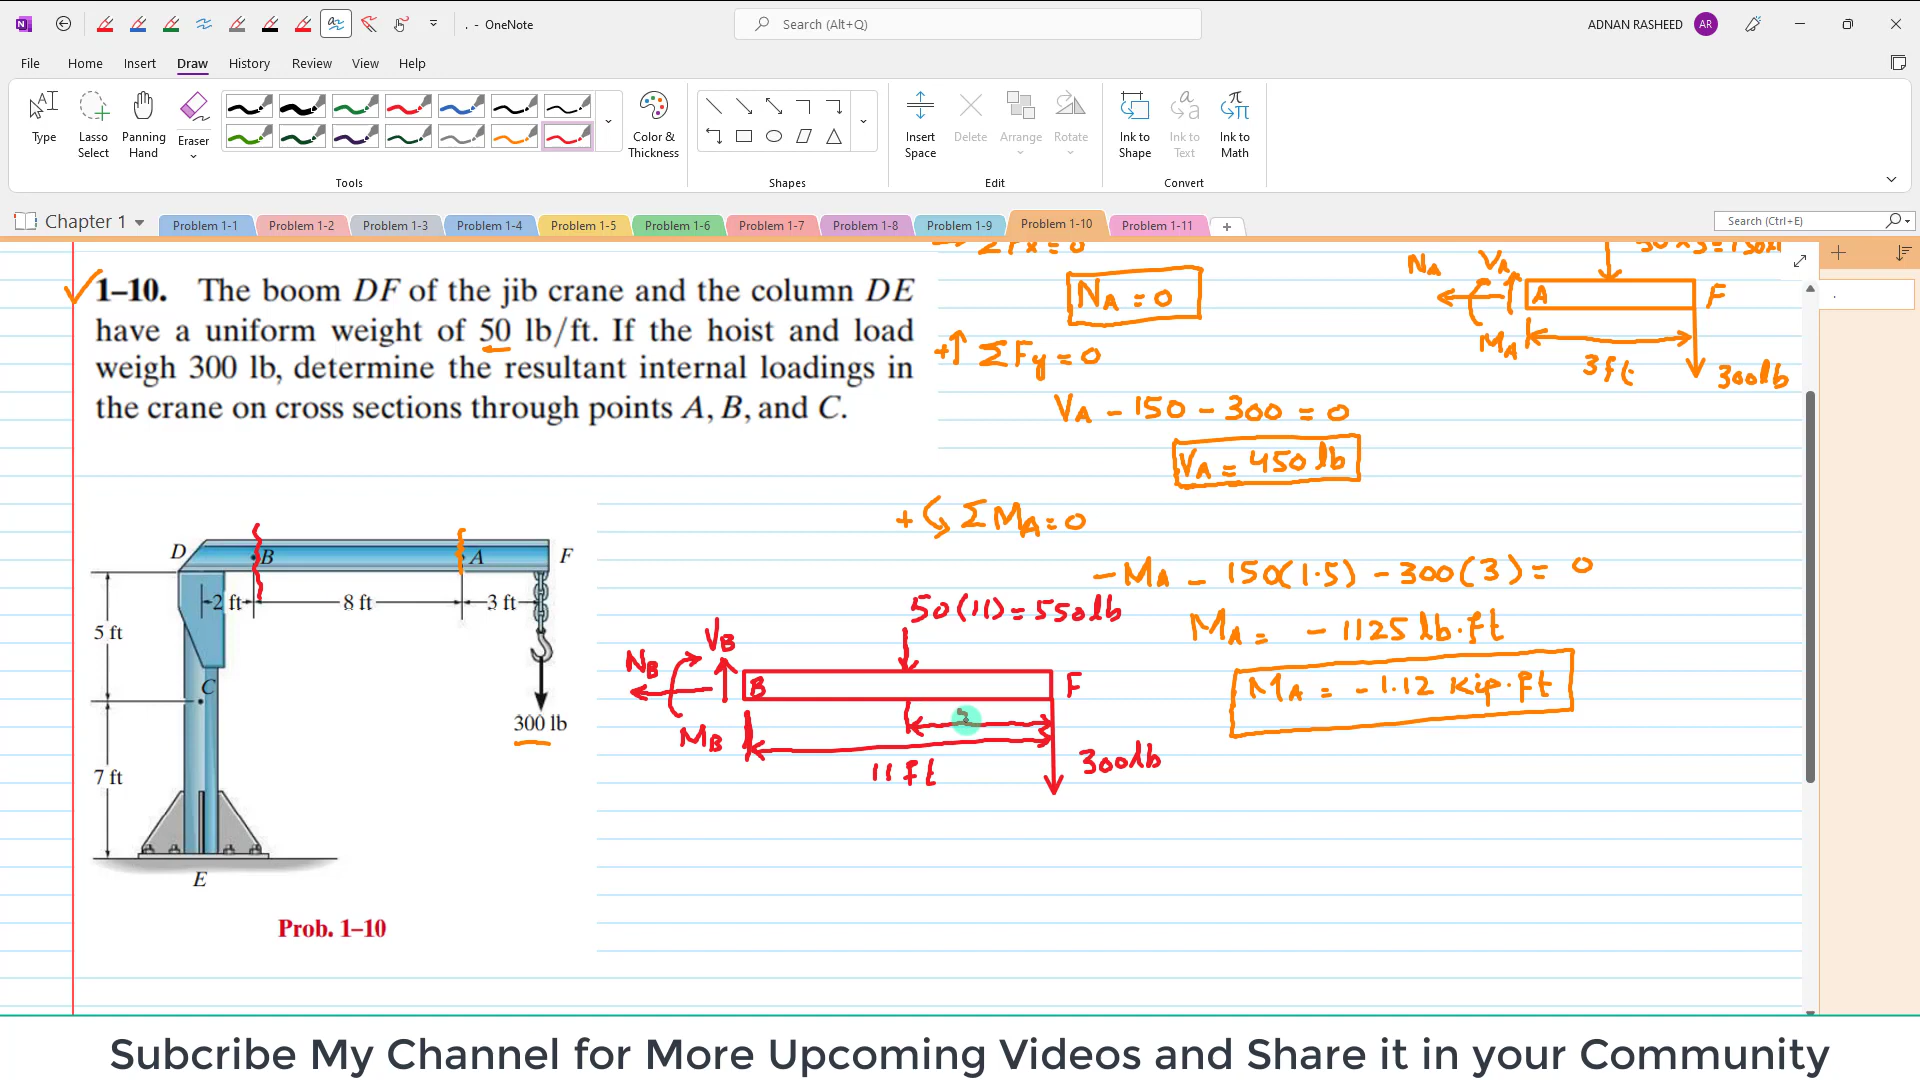 . - OneNote
Search (Alt+Q)
ADNAN RASHEED AR
File Home Insert Draw History Review View Help
Type
Lasso Select
Panning Hand
Eraser
Color & Thickness
Insert Space
Delete
Arrange
Rotate
Ink to Shape
Ink to Text
Ink to Math
Tools
Shapes
Edit
Convert
Chapter 1
Problem 1-1 Problem 1-2 Problem 1-3 Problem 1-4 Problem 1-5 Problem 1-6 Problem 1-7 Problem 1-8 Problem 1-9 Problem 1-10 Problem 1-11
Search (Ctrl+E)
1–10. The boom DF of the jib crane and the column DE
have a uniform weight of 50 lb/ft. If the hoist and load
weigh 300 lb, determine the resultant internal loadings in
the crane on cross sections through points A, B, and C.
D B A F
2 ft 8 ft 3 ft
5 ft
C
300 lb
7 ft
E
Prob. 1–10
ΣFx = 0
NA = 0
+↑ ΣFy = 0
VA - 150 - 300 = 0
VA = 450 lb
+ ΣMA = 0
-MA - 150(1.5) - 300(3) = 0
MA = -1125 lb.ft
MA = -1.12 Kip.ft
NA VA
A F
MA
3ft
300lb
50(11) = 550lb
VB
NB
B F
MB
11 ft
300lb
Subcribe My Channel for More Upcoming Videos and Share it in your Community